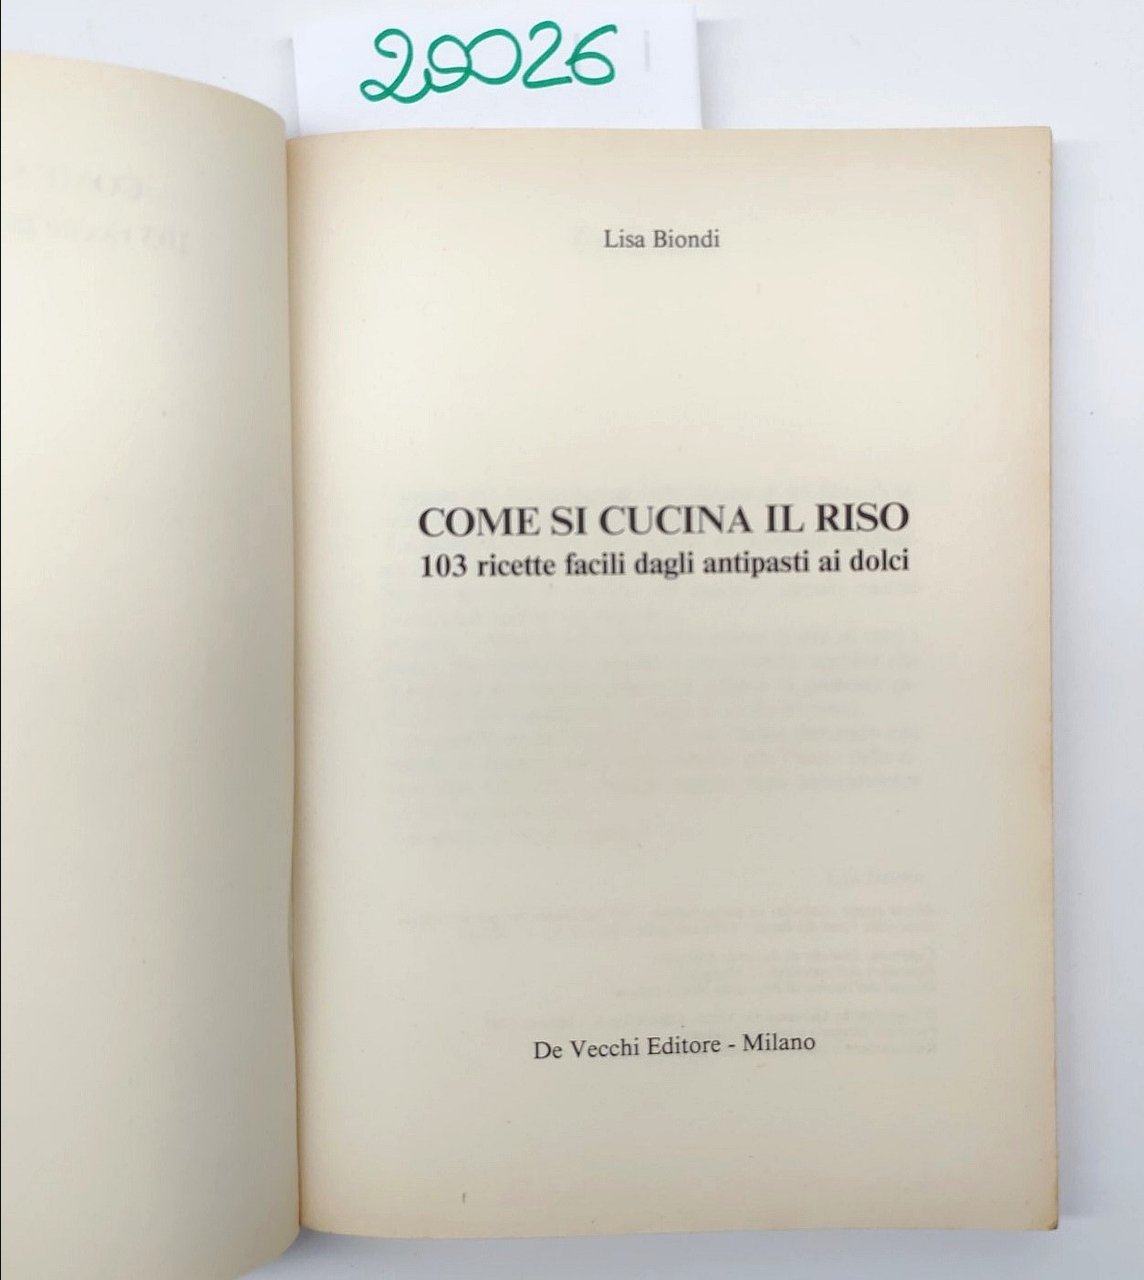 29026
Lisa Biondi
COME SI CUCINA IL RISO
103 ricette facili dagli antipasti ai dolci
De Vecchi Editore - Milano